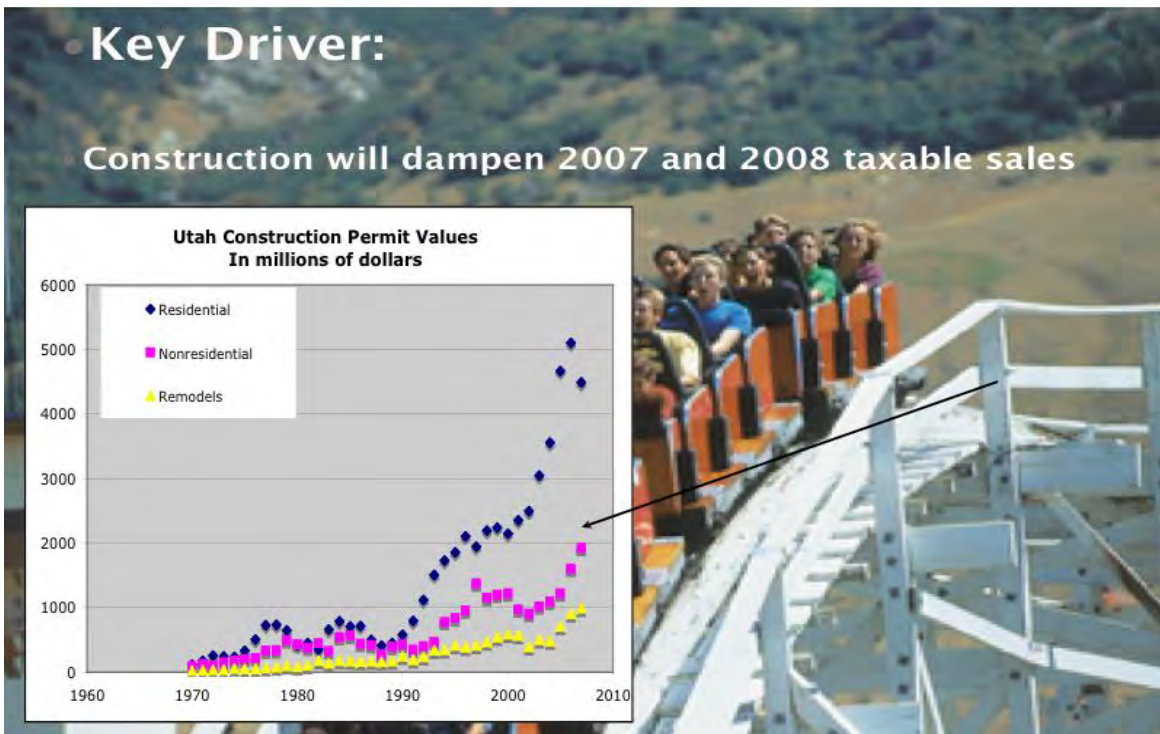 Key Driver:
Construction will dampen 2007 and 2008 taxable sales
Utah Construction Permit Values
In millions of dollars
6000
5000
4000
3000
2000
1000
0
Residential
Nonresidential
Remodels
1960 1970 1980 1990 2000 2010